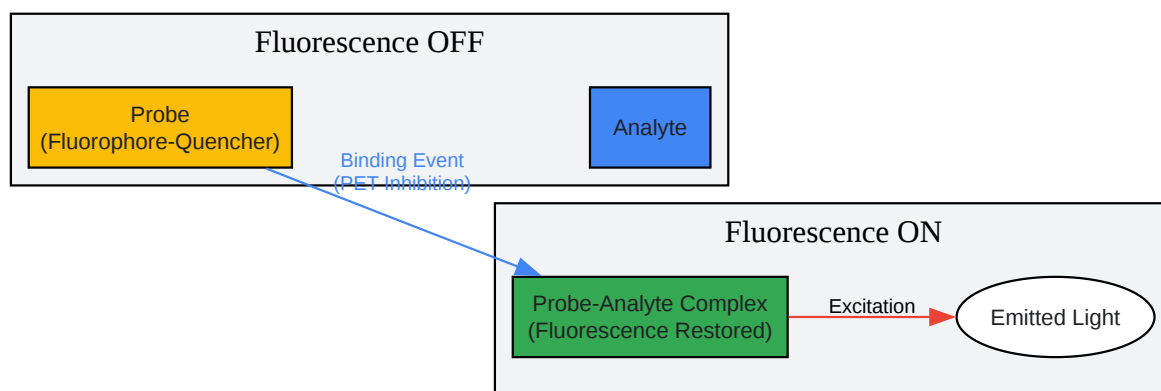 Fluorescence OFF
Probe
(Fluorophore-Quencher)
Analyte
Binding Event
(PET Inhibition)
Fluorescence ON
Probe-Analyte Complex
(Fluorescence Restored)
Excitation
Emitted Light